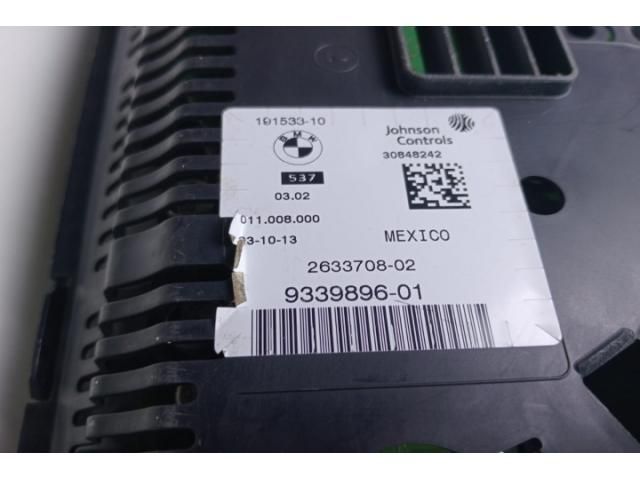 191533-10
BMW
Johnson
Controls
30848242
537
03.02
011.008.000
3-10-13
MEXICO
2633708-02
9339896-01